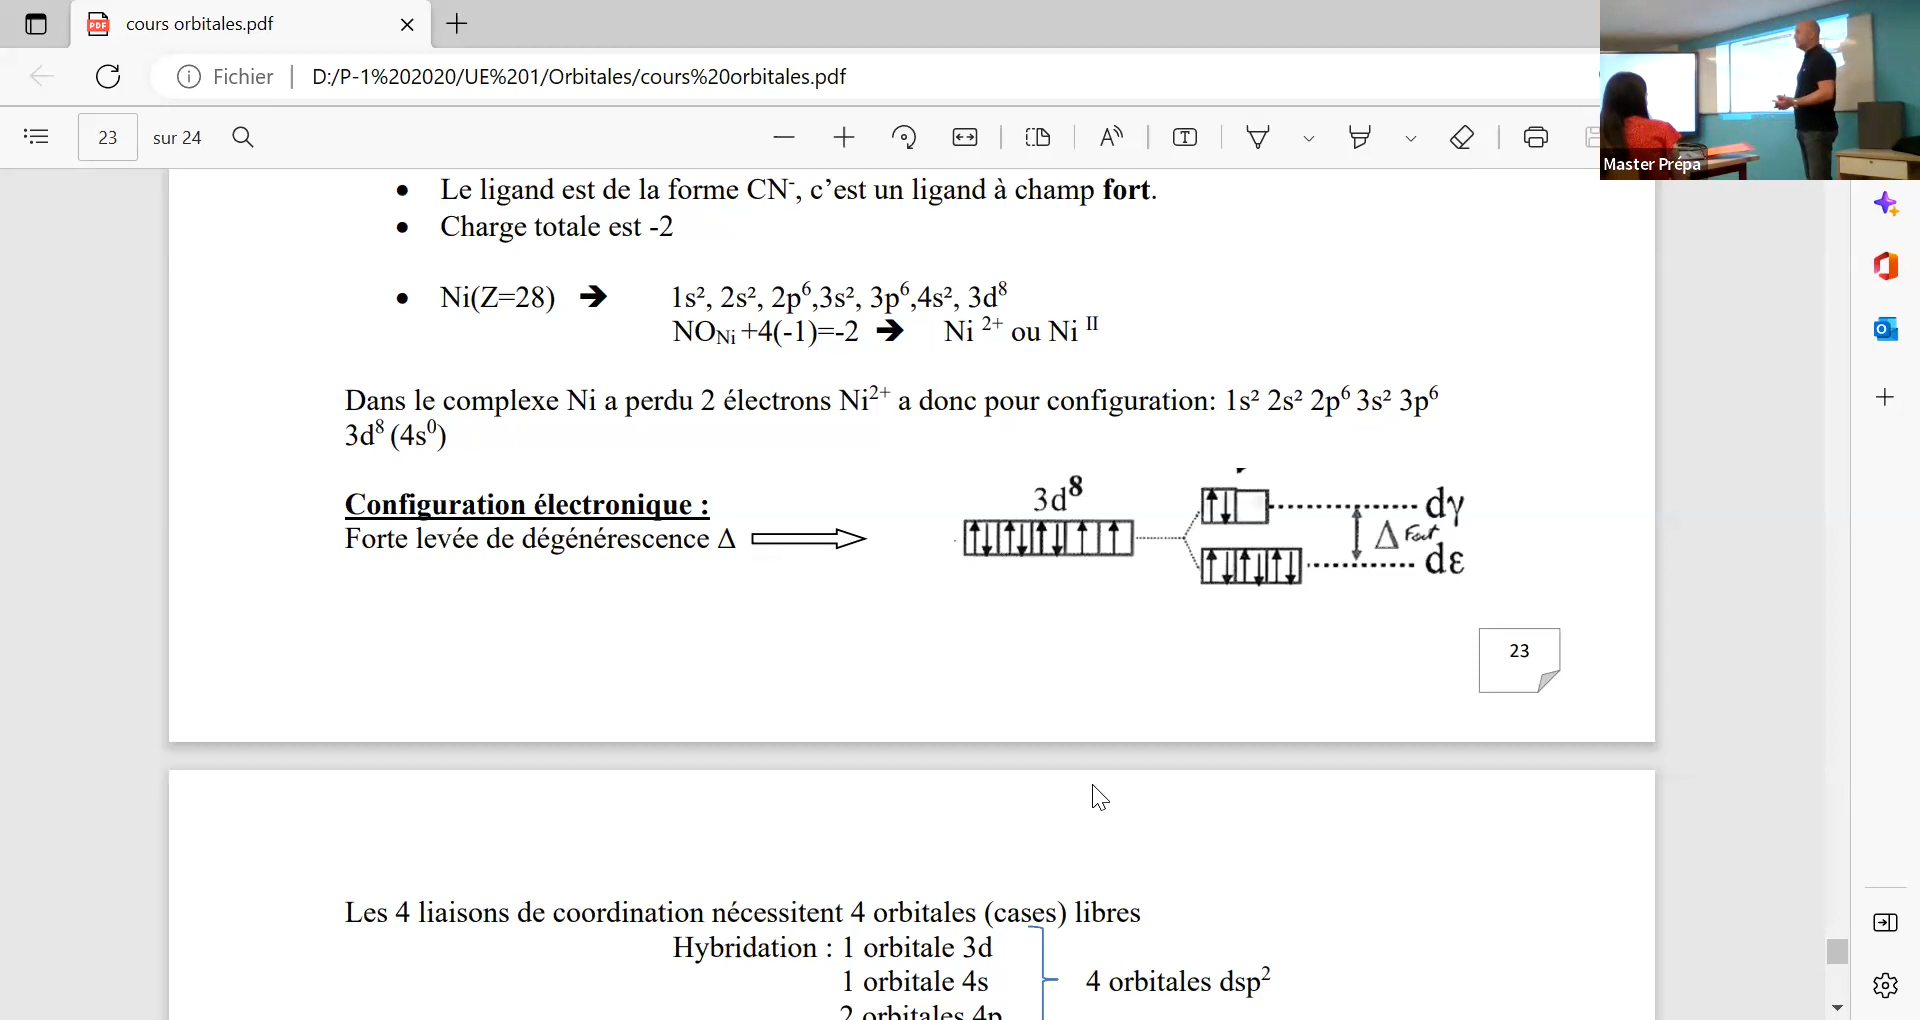 cours orbitales.pdf
Fichier
D:/P-1%202020/UE%201/Orbitales/cours%20orbitales.pdf
23 sur 24
Master Prépa
• Le ligand est de la forme CN⁻, c’est un ligand à champ fort.
• Charge totale est -2
• Ni(Z=28) ➔ 1s², 2s², 2p⁶,3s², 3p⁶,4s², 3d⁸
NO_Ni +4(-1)=-2 ➔ Ni ²⁺ ou Ni ᴵᴵ
Dans le complexe Ni a perdu 2 électrons Ni²⁺ a donc pour configuration: 1s² 2s² 2p⁶ 3s² 3p⁶
3d⁸ (4s⁰)
Configuration électronique :
Forte levée de dégénérescence Δ
3d⁸
dγ
Δ Fort
dε
23
Les 4 liaisons de coordination nécessitent 4 orbitales (cases) libres
Hybridation : 1 orbitale 3d
1 orbitale 4s
4 orbitales dsp²
2 orbitales 4p